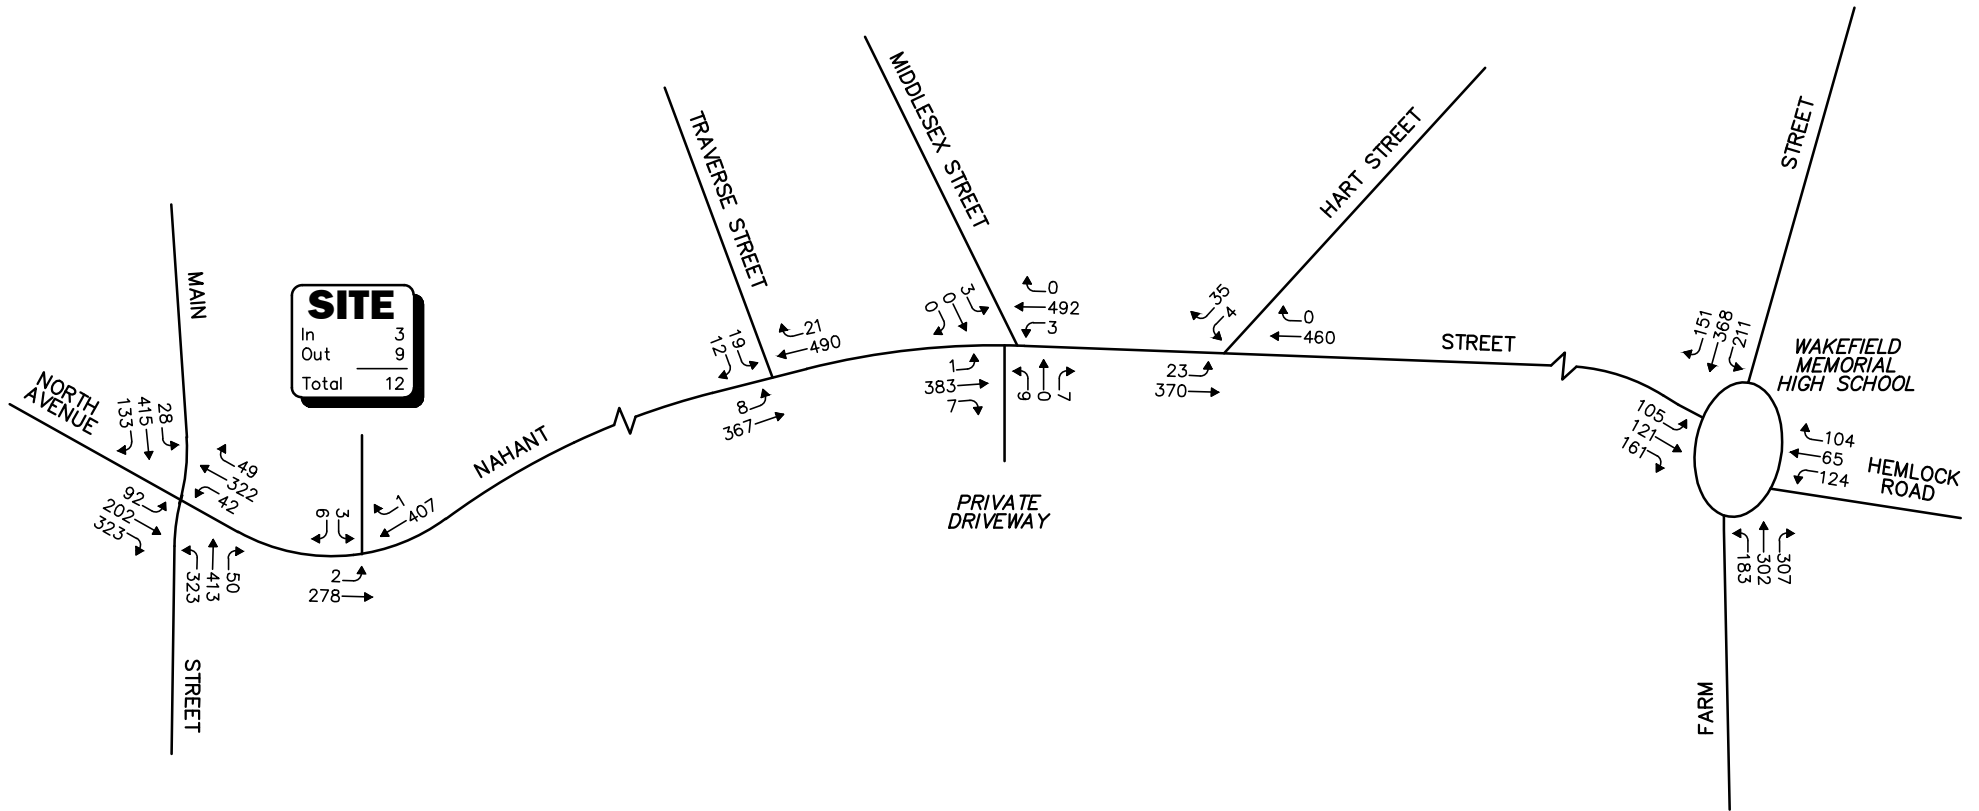 MAIN
SITE
In 3
Out 9
Total 12
NORTH
AVENUE
28
415
133
49
322
42
92
202
323
323
413
50
STREET
3
6
1
407
2
278
NAHANT
TRAVERSE STREET
19
12
21
490
8
367
MIDDLESEX STREET
3
0
0
0
492
3
1
383
7
9
0
7
PRIVATE
DRIVEWAY
HART STREET
35
4
0
460
23
370
STREET
STREET
151
368
211
WAKEFIELD
MEMORIAL
HIGH SCHOOL
105
121
161
104
65
124
HEMLOCK
ROAD
183
302
307
FARM